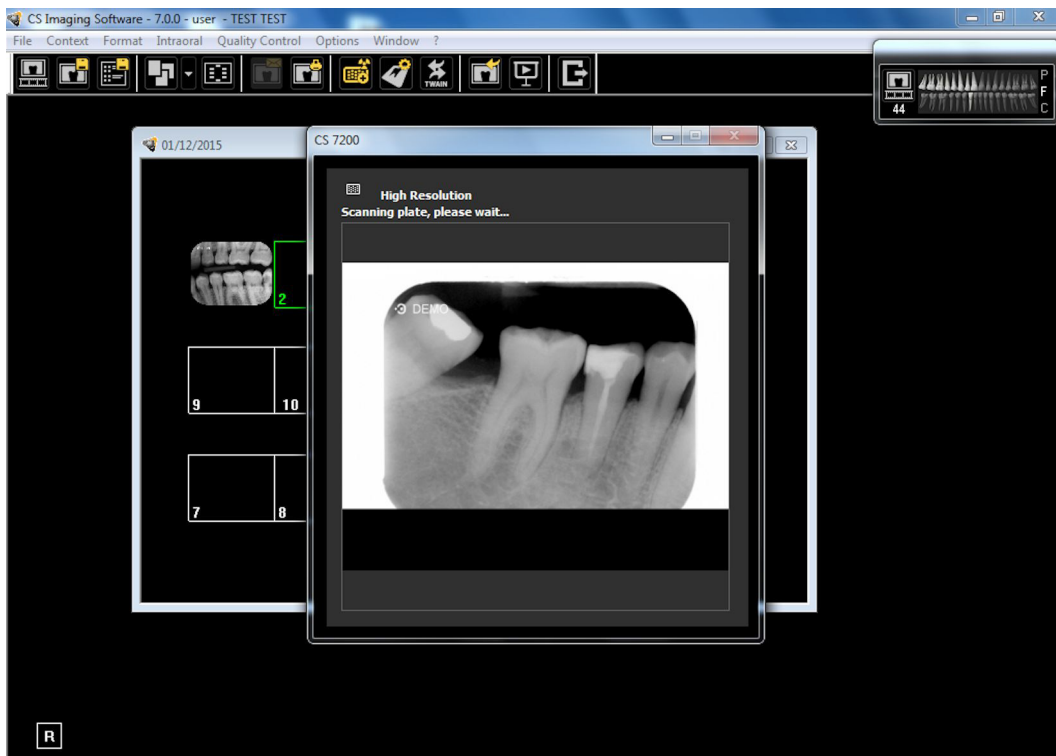 CS Imaging Software - 7.0.0 - user - TEST TEST
File Context Format Intraoral Quality Control Options Window ?
TWAIN
44
P
F
C
01/12/2015
CS 7200
High Resolution
Scanning plate, please wait...
DEMO
2
9
10
7
8
R